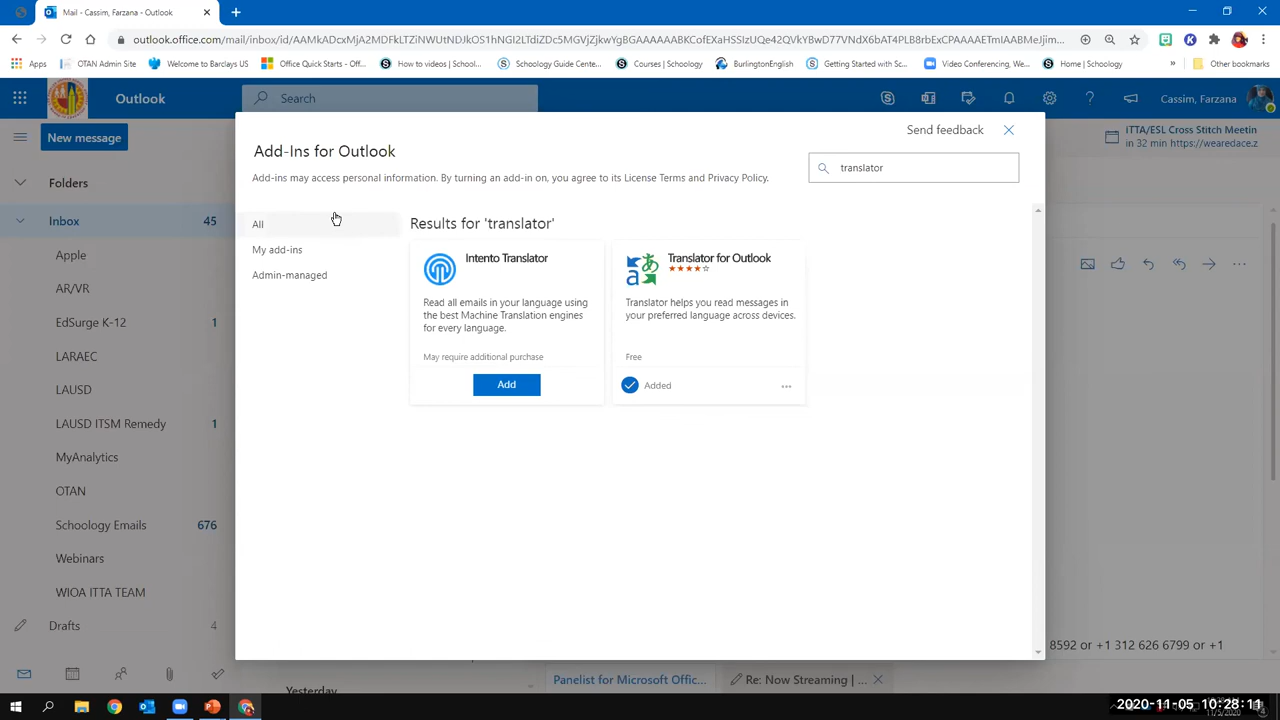 Mail - Cassim, Farzana - Outlook
outlook.office.com/mail/inbox/id/AAMkADcxMjA2MDFkLTZiNWUtNDJkOS1hNGI2LTdiZDc5MGVjZjkwYgBGAAAAAABKCofEXaHSSIzUQe42QVkY8wD77VNdX6bAT4PLB8rbExCPAAAAETmIAABMeJjim...
Apps
OTAN Admin Site
Welcome to Barclays US
Office Quick Starts - Off...
How to videos | School...
Schoology Guide Cente...
Courses | Schoology
BurlingtonEnglish
Getting Started with Sc...
Video Conferencing, We...
Home | Schoology
»
Other bookmarks
Outlook
Search
Cassim, Farzana
New message
iTTA/ESL Cross Stitch Meetin
in 32 min https://wearedace.z
Send feedback
Add-Ins for Outlook
Add-ins may access personal information. By turning an add-in on, you agree to its License Terms and Privacy Policy.
translator
Folders
Inbox 45
Apple
AR/VR
EdSurge K-12 1
LARAEC
LAUSD
LAUSD ITSM Remedy 1
MyAnalytics
OTAN
Schoology Emails 676
Webinars
WIOA ITTA TEAM
Drafts 4
All
My add-ins
Admin-managed
Results for 'translator'
Intento Translator
Read all emails in your language using
the best Machine Translation engines
for every language.
May require additional purchase
Add
Translator for Outlook
Translator helps you read messages in
your preferred language across devices.
Free
Added
8592 or +1 312 626 6799 or +1
Yesterday
Panelist for Microsoft Offic...
Re: Now Streaming | ...
2020-11-05 10:28:11
11/5/2020